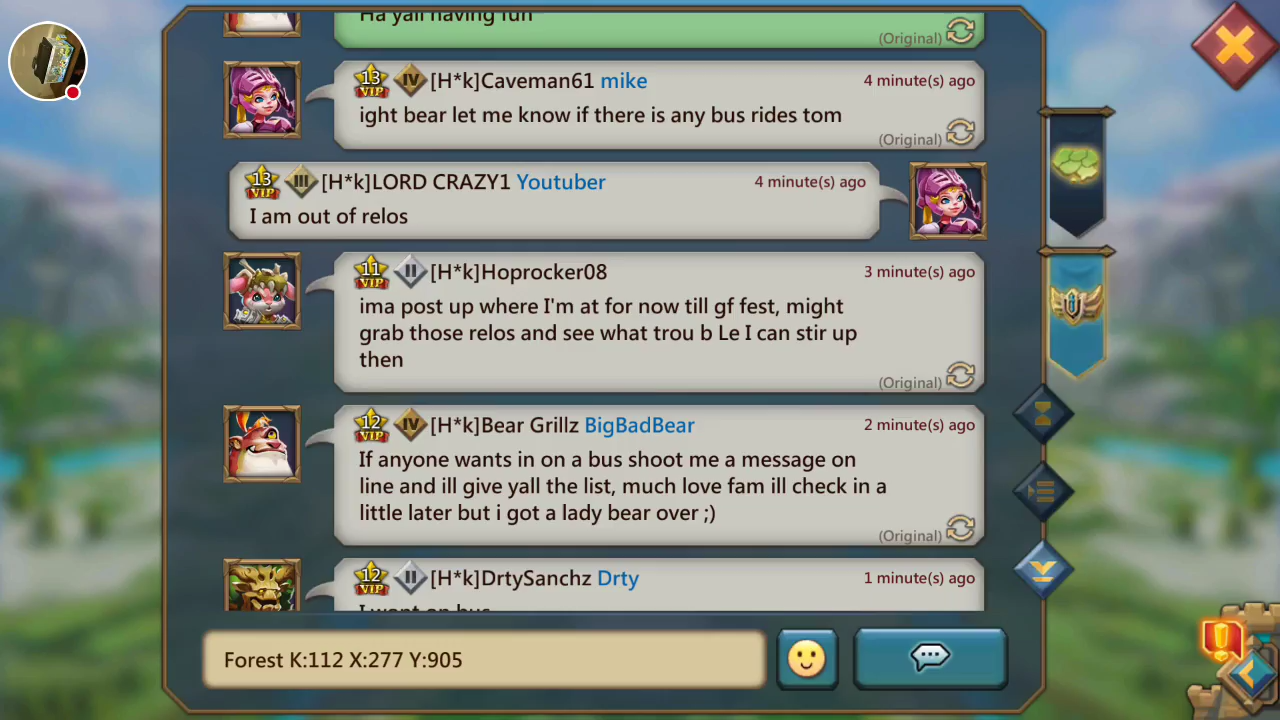 Ha yall having fun
(Original)
13 VIP IV [H*k]Caveman61 mike 4 minute(s) ago
ight bear let me know if there is any bus rides tom
(Original)
13 VIP III [H*k]LORD CRAZY1 Youtuber 4 minute(s) ago
I am out of relos
11 VIP II [H*k]Hoprocker08 3 minute(s) ago
ima post up where I'm at for now till gf fest, might
grab those relos and see what trou b Le I can stir up
then
(Original)
12 VIP IV [H*k]Bear Grillz BigBadBear 2 minute(s) ago
If anyone wants in on a bus shoot me a message on
line and ill give yall the list, much love fam ill check in a
little later but i got a lady bear over ;)
(Original)
12 VIP II [H*k]DrtySanchz Drty 1 minute(s) ago
I want on bus
Forest K:112 X:277 Y:905